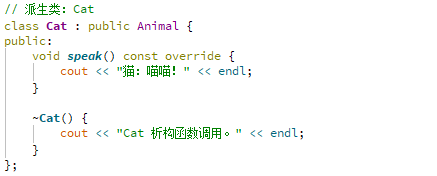 // 派生类：Cat
class Cat : public Animal {
public:
    void speak() const override {
        cout << "猫：喵喵！" << endl;
    }

    ~Cat() {
        cout << "Cat 析构函数调用。" << endl;
    }
};